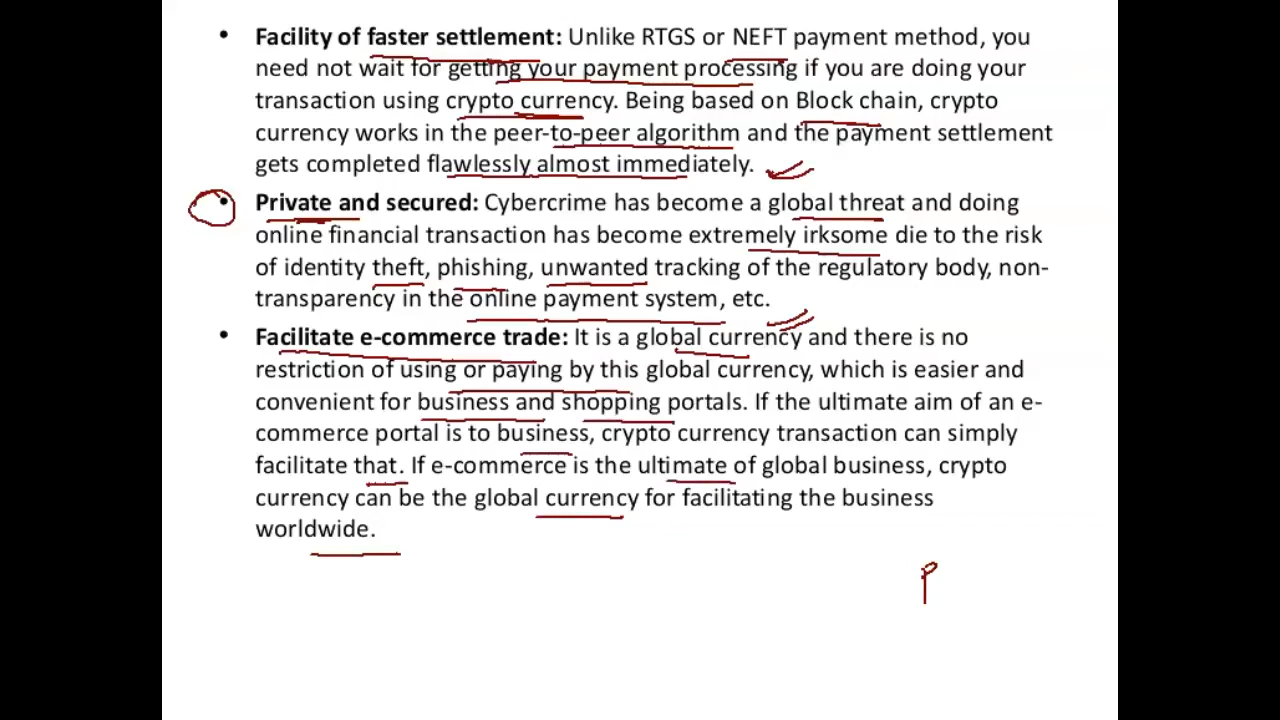 • Facility of faster settlement: Unlike RTGS or NEFT payment method, you
need not wait for getting your payment processing if you are doing your
transaction using crypto currency. Being based on Block chain, crypto
currency works in the peer-to-peer algorithm and the payment settlement
gets completed flawlessly almost immediately.
• Private and secured: Cybercrime has become a global threat and doing
online financial transaction has become extremely irksome die to the risk
of identity theft, phishing, unwanted tracking of the regulatory body, non-
transparency in the online payment system, etc.
• Facilitate e-commerce trade: It is a global currency and there is no
restriction of using or paying by this global currency, which is easier and
convenient for business and shopping portals. If the ultimate aim of an e-
commerce portal is to business, crypto currency transaction can simply
facilitate that. If e-commerce is the ultimate of global business, crypto
currency can be the global currency for facilitating the business
worldwide.